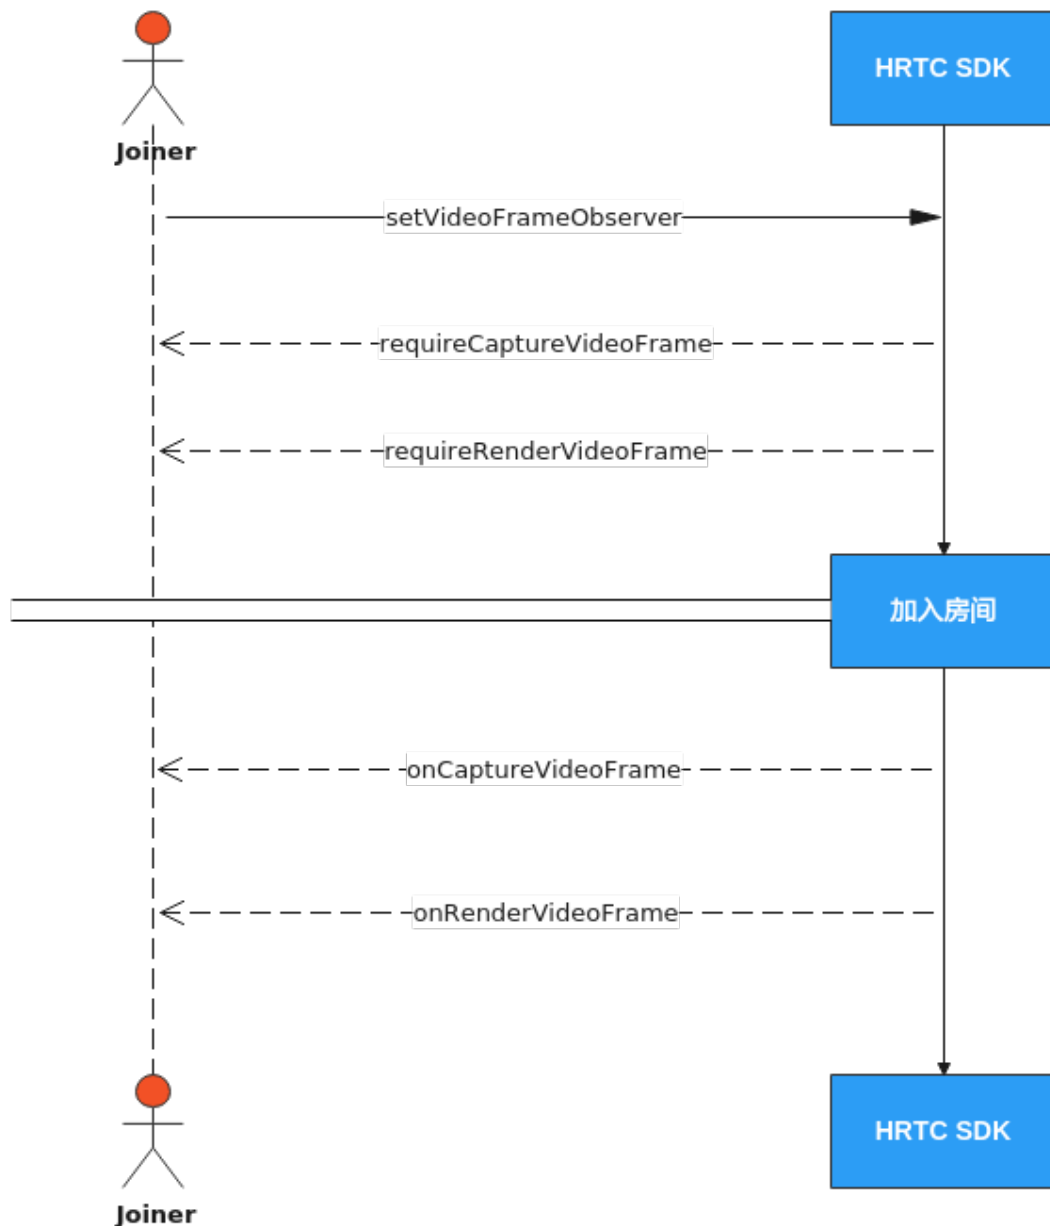 HRTC SDK
Joiner
setVideoFrameObserver
requireCaptureVideoFrame
requireRenderVideoFrame
加入房间
onCaptureVideoFrame
onRenderVideoFrame
HRTC SDK
Joiner